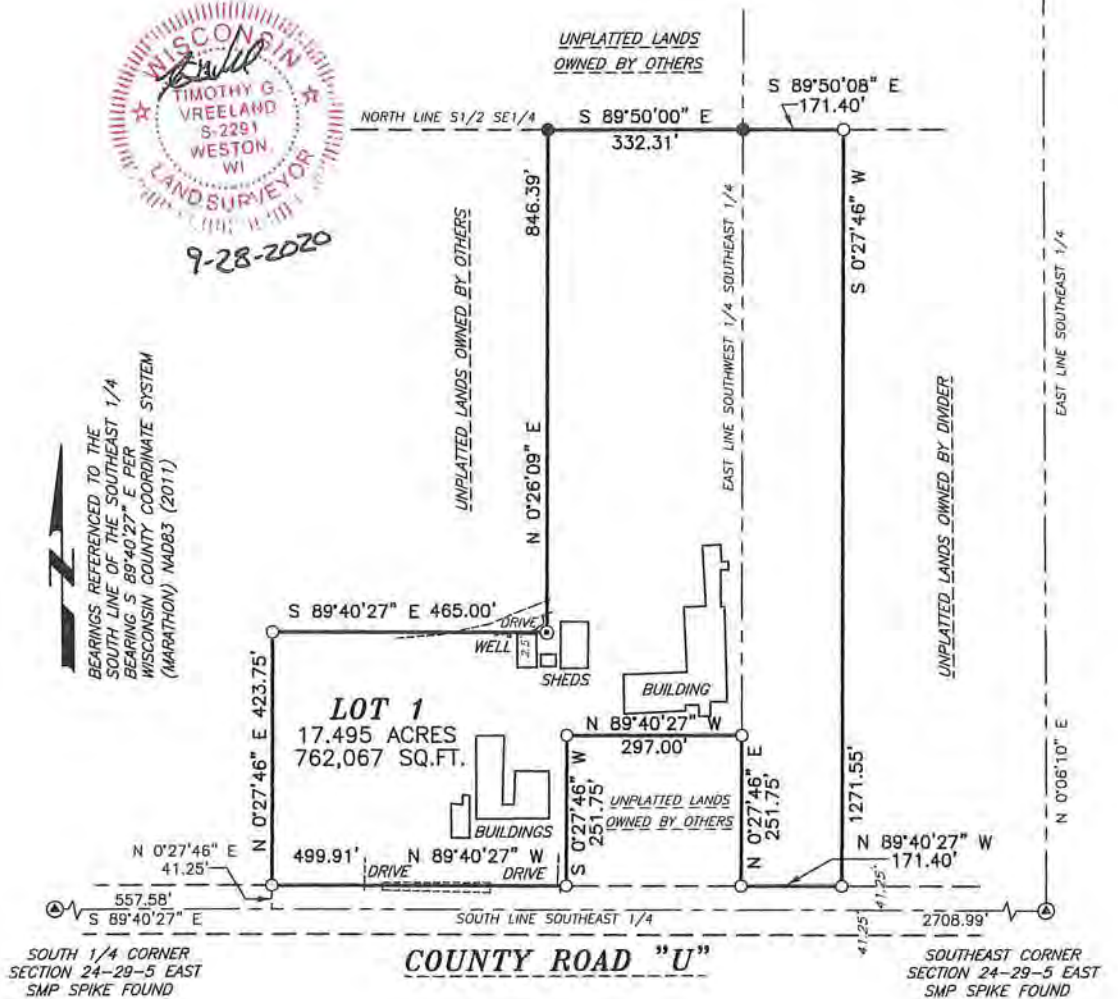 WISCONSIN
TIMOTHY G.
VREELAND
S-2291
WESTON,
WI
LAND SURVEYOR
9-28-2020
UNPLATTED LANDS
OWNED BY OTHERS
S 89°50'08" E
171.40'
NORTH LINE S1/2 SE1/4
S 89°50'00" E
332.31'
846.39'
N 0°26'09" E
UNPLATTED LANDS OWNED BY OTHERS
EAST LINE SOUTHWEST 1/4 SOUTHEAST 1/4
S 0°27'46" W
1271.55'
EAST LINE SOUTHEAST 1/4
N 0°06'10" E
UNPLATTED LANDS OWNED BY DIVIDER
BEARINGS REFERENCED TO THE
SOUTH LINE OF THE SOUTHEAST 1/4
BEARING S 89°40'27" E PER
WISCONSIN COUNTY COORDINATE SYSTEM
(MARATHON) NAD83 (2011)
S 89°40'27" E 465.00'
DRIVE
WELL
2.5'
SHEDS
BUILDING
N 0°27'46" E 423.75'
LOT 1
17.495 ACRES
762,067 SQ.FT.
N 89°40'27" W
297.00'
S 0°27'46" W
251.75'
UNPLATTED LANDS
OWNED BY OTHERS
N 0°27'46" E
251.75'
BUILDINGS
N 0°27'46" E
41.25'
499.91'
N 89°40'27" W
DRIVE
DRIVE
N 89°40'27" W
171.40'
41.25'
41.25'
557.58'
S 89°40'27" E
SOUTH LINE SOUTHEAST 1/4
2708.99'
SOUTH 1/4 CORNER
SECTION 24-29-5 EAST
SMP SPIKE FOUND
COUNTY ROAD "U"
SOUTHEAST CORNER
SECTION 24-29-5 EAST
SMP SPIKE FOUND